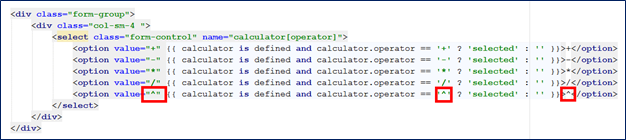 <div class="form-group">
<div class="col-sm-4 ">
<select class="form-control" name="calculator[operator]">
<option value="+" {{ calculator is defined and calculator.operator == '+' ? 'selected' : '' }}>+</option>
<option value="-" {{ calculator is defined and calculator.operator == '-' ? 'selected' : '' }}>-</option>
<option value="*" {{ calculator is defined and calculator.operator == '*' ? 'selected' : '' }}>*</option>
<option value="/" {{ calculator is defined and calculator.operator == '/' ? 'selected' : '' }}>/</option>
<option value="^" {{ calculator is defined and calculator.operator == '^' ? 'selected' : '' }}>^</option>
</select>
</div>
</div>